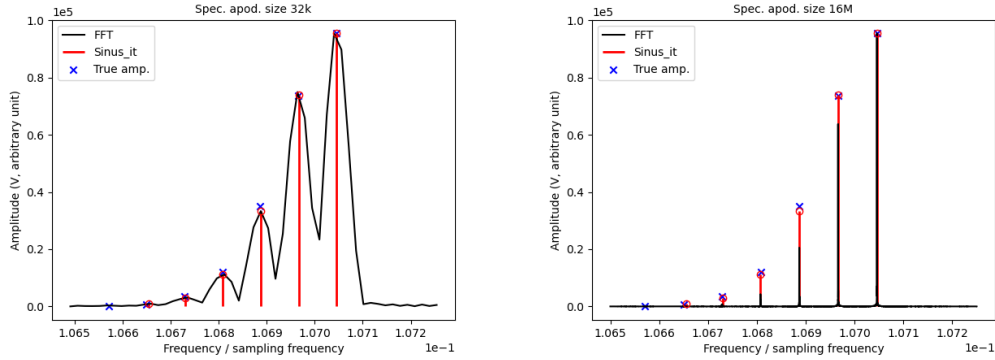 Spec. apod. size 32k
1e5
1.0
0.8
0.6
0.4
0.2
0.0
Amplitude (V, arbitrary unit)
FFT
Sinus_it
True amp.
1.065 1.066 1.067 1.068 1.069 1.070 1.071 1.072
1e−1
Frequency / sampling frequency
Spec. apod. size 16M
1e5
1.0
0.8
0.6
0.4
0.2
0.0
Amplitude (V, arbitrary unit)
FFT
Sinus_it
True amp.
1.065 1.066 1.067 1.068 1.069 1.070 1.071 1.072
1e−1
Frequency / sampling frequency